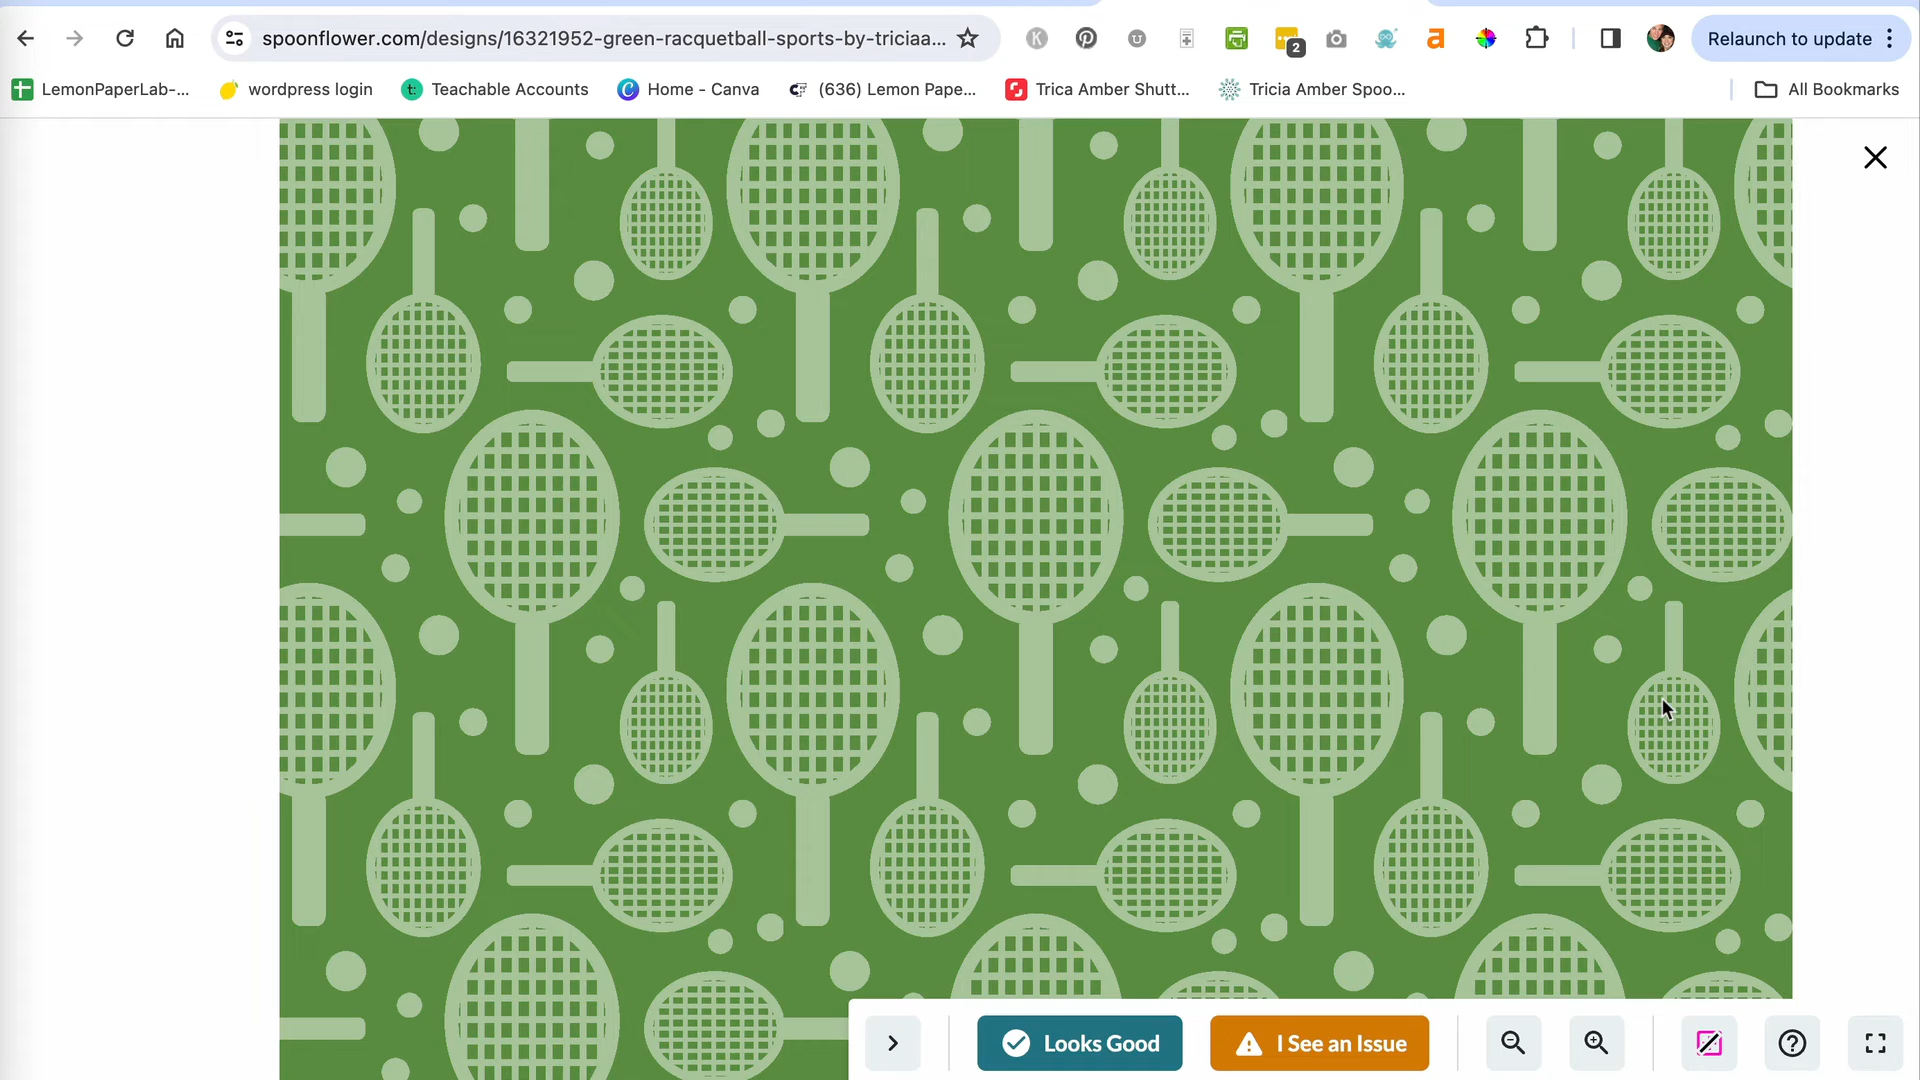 spoonflower.com/designs/16321952-green-racquetball-sports-by-triciaa...
2
Relaunch to update
LemonPaperLab-...
wordpress login
t:
Teachable Accounts
Home - Canva
(636) Lemon Pape...
Trica Amber Shutt...
Tricia Amber Spoo...
All Bookmarks
Looks Good
I See an Issue